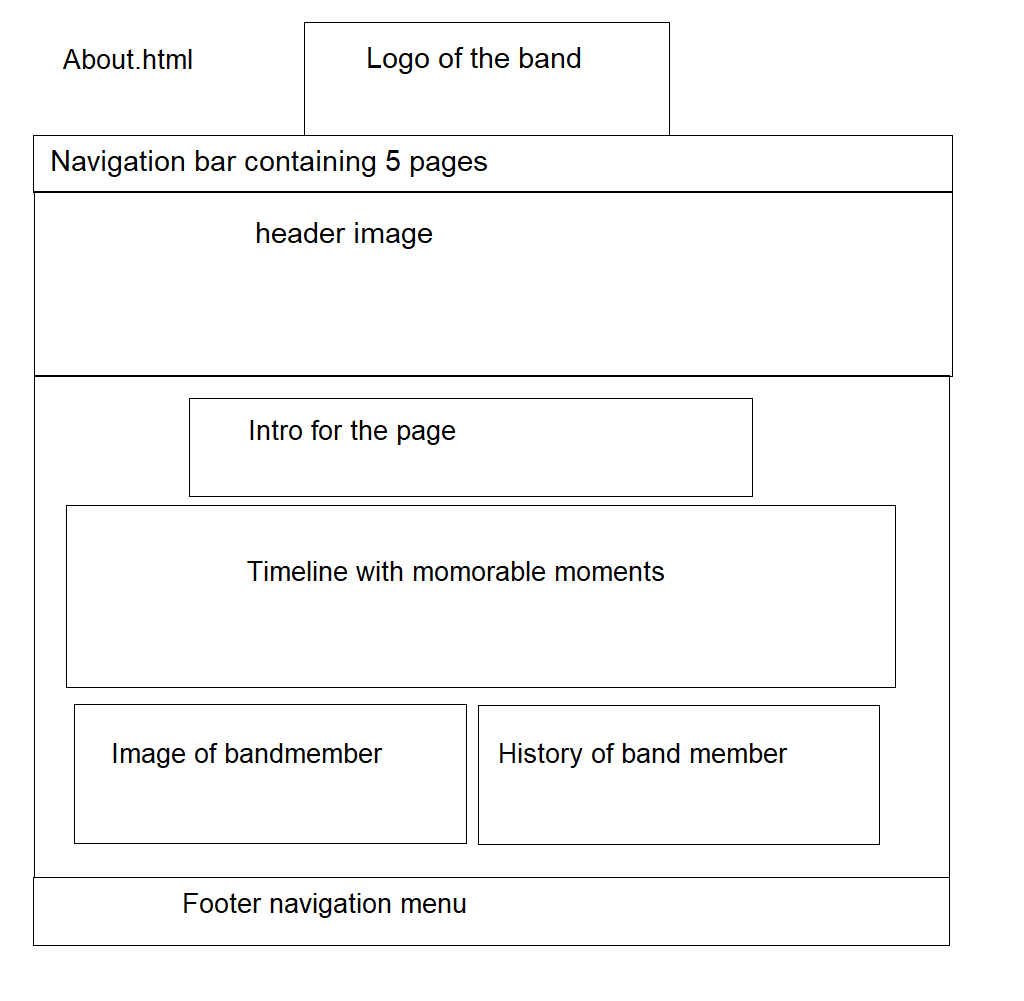 About.html
Logo of the band
Navigation bar containing 5 pages
header image
Intro for the page
Timeline with momorable moments
Image of bandmember
History of band member
Footer navigation menu